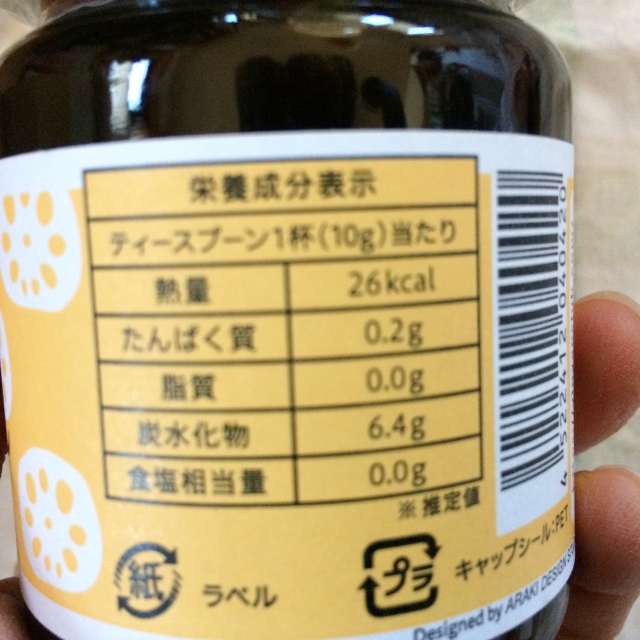 栄養成分表示
ティースプーン1杯(10g)当たり
熱量 26kcal
たんぱく質 0.2g
脂質 0.0g
炭水化物 6.4g
食塩相当量 0.0g
※推定値
紙 ラベル
プラ キャップシール:PET
Designed by ARAKI DESIGN